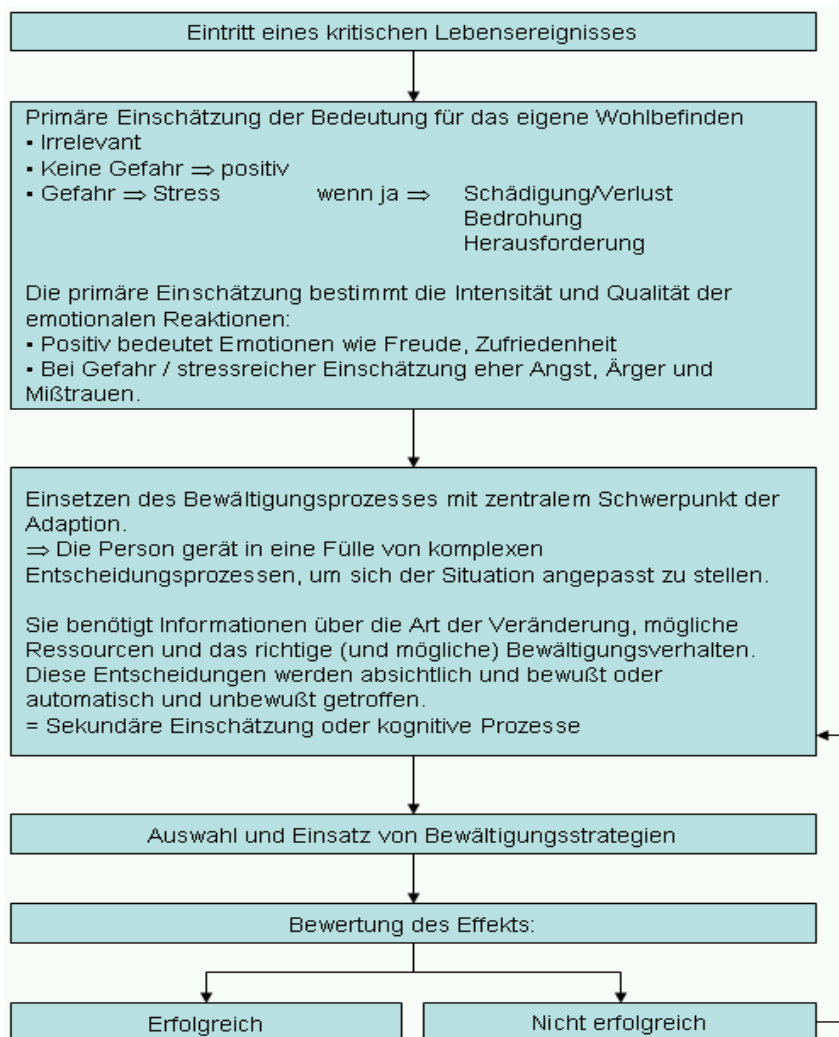 Eintritt eines kritischen Lebensereignisses
Primäre Einschätzung der Bedeutung für das eigene Wohlbefinden
▪ Irrelevant
▪ Keine Gefahr ⇒ positiv
▪ Gefahr ⇒ Stress wenn ja ⇒ Schädigung/Verlust
Bedrohung
Herausforderung
Die primäre Einschätzung bestimmt die Intensität und Qualität der
emotionalen Reaktionen:
▪ Positiv bedeutet Emotionen wie Freude, Zufriedenheit
▪ Bei Gefahr / stressreicher Einschätzung eher Angst, Ärger und
Mißtrauen.
Einsetzen des Bewältigungsprozesses mit zentralem Schwerpunkt der
Adaption.
⇒ Die Person gerät in eine Fülle von komplexen
Entscheidungsprozessen, um sich der Situation angepasst zu stellen.
Sie benötigt Informationen über die Art der Veränderung, mögliche
Ressourcen und das richtige (und mögliche) Bewältigungsverhalten.
Diese Entscheidungen werden absichtlich und bewußt oder
automatisch und unbewußt getroffen.
= Sekundäre Einschätzung oder kognitive Prozesse
Auswahl und Einsatz von Bewältigungsstrategien
Bewertung des Effekts:
Erfolgreich
Nicht erfolgreich